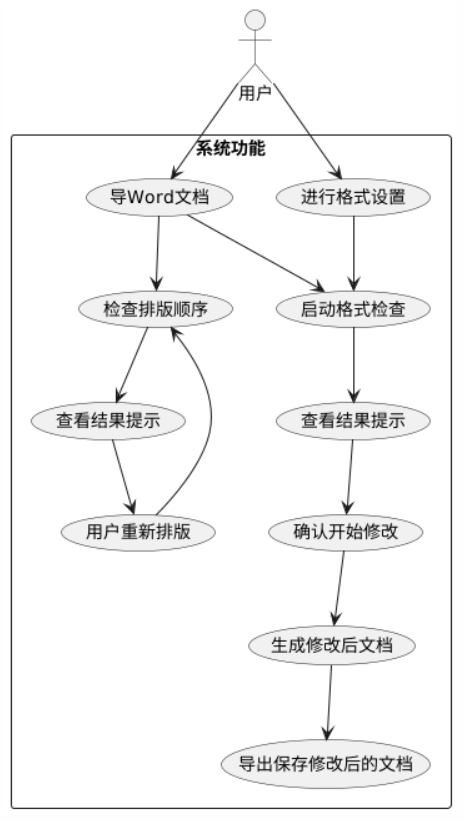 用户
系统功能
导Word文档
进行格式设置
检查排版顺序
启动格式检查
查看结果提示
查看结果提示
用户重新排版
确认开始修改
生成修改后文档
导出保存修改后的文档